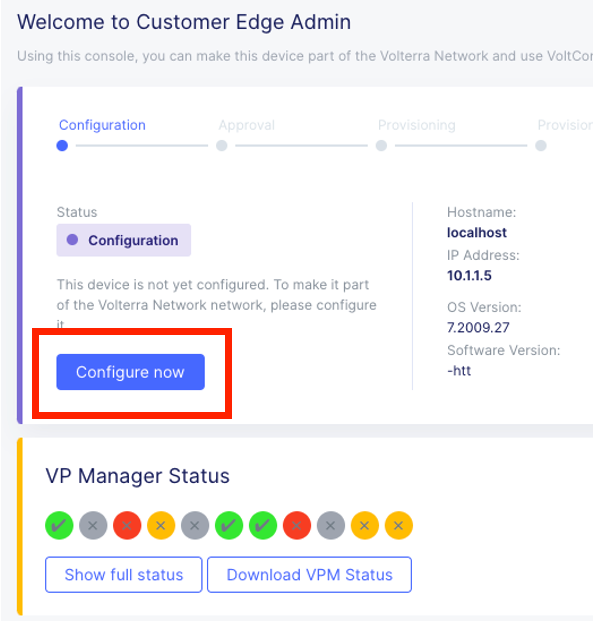 Welcome to Customer Edge Admin
Using this console, you can make this device part of the Volterra Network and use
Configuration
Approval
Provisioning
Status
Configuration
This device is not yet configured. To make it part
of the Volterra Network network, please configure
it
Configure now
Hostname:
localhost
IP Address:
10.1.1.5
OS Version:
7.2009.27
Software Version:
-htt
VP Manager Status
Show full status
Download VPM Status